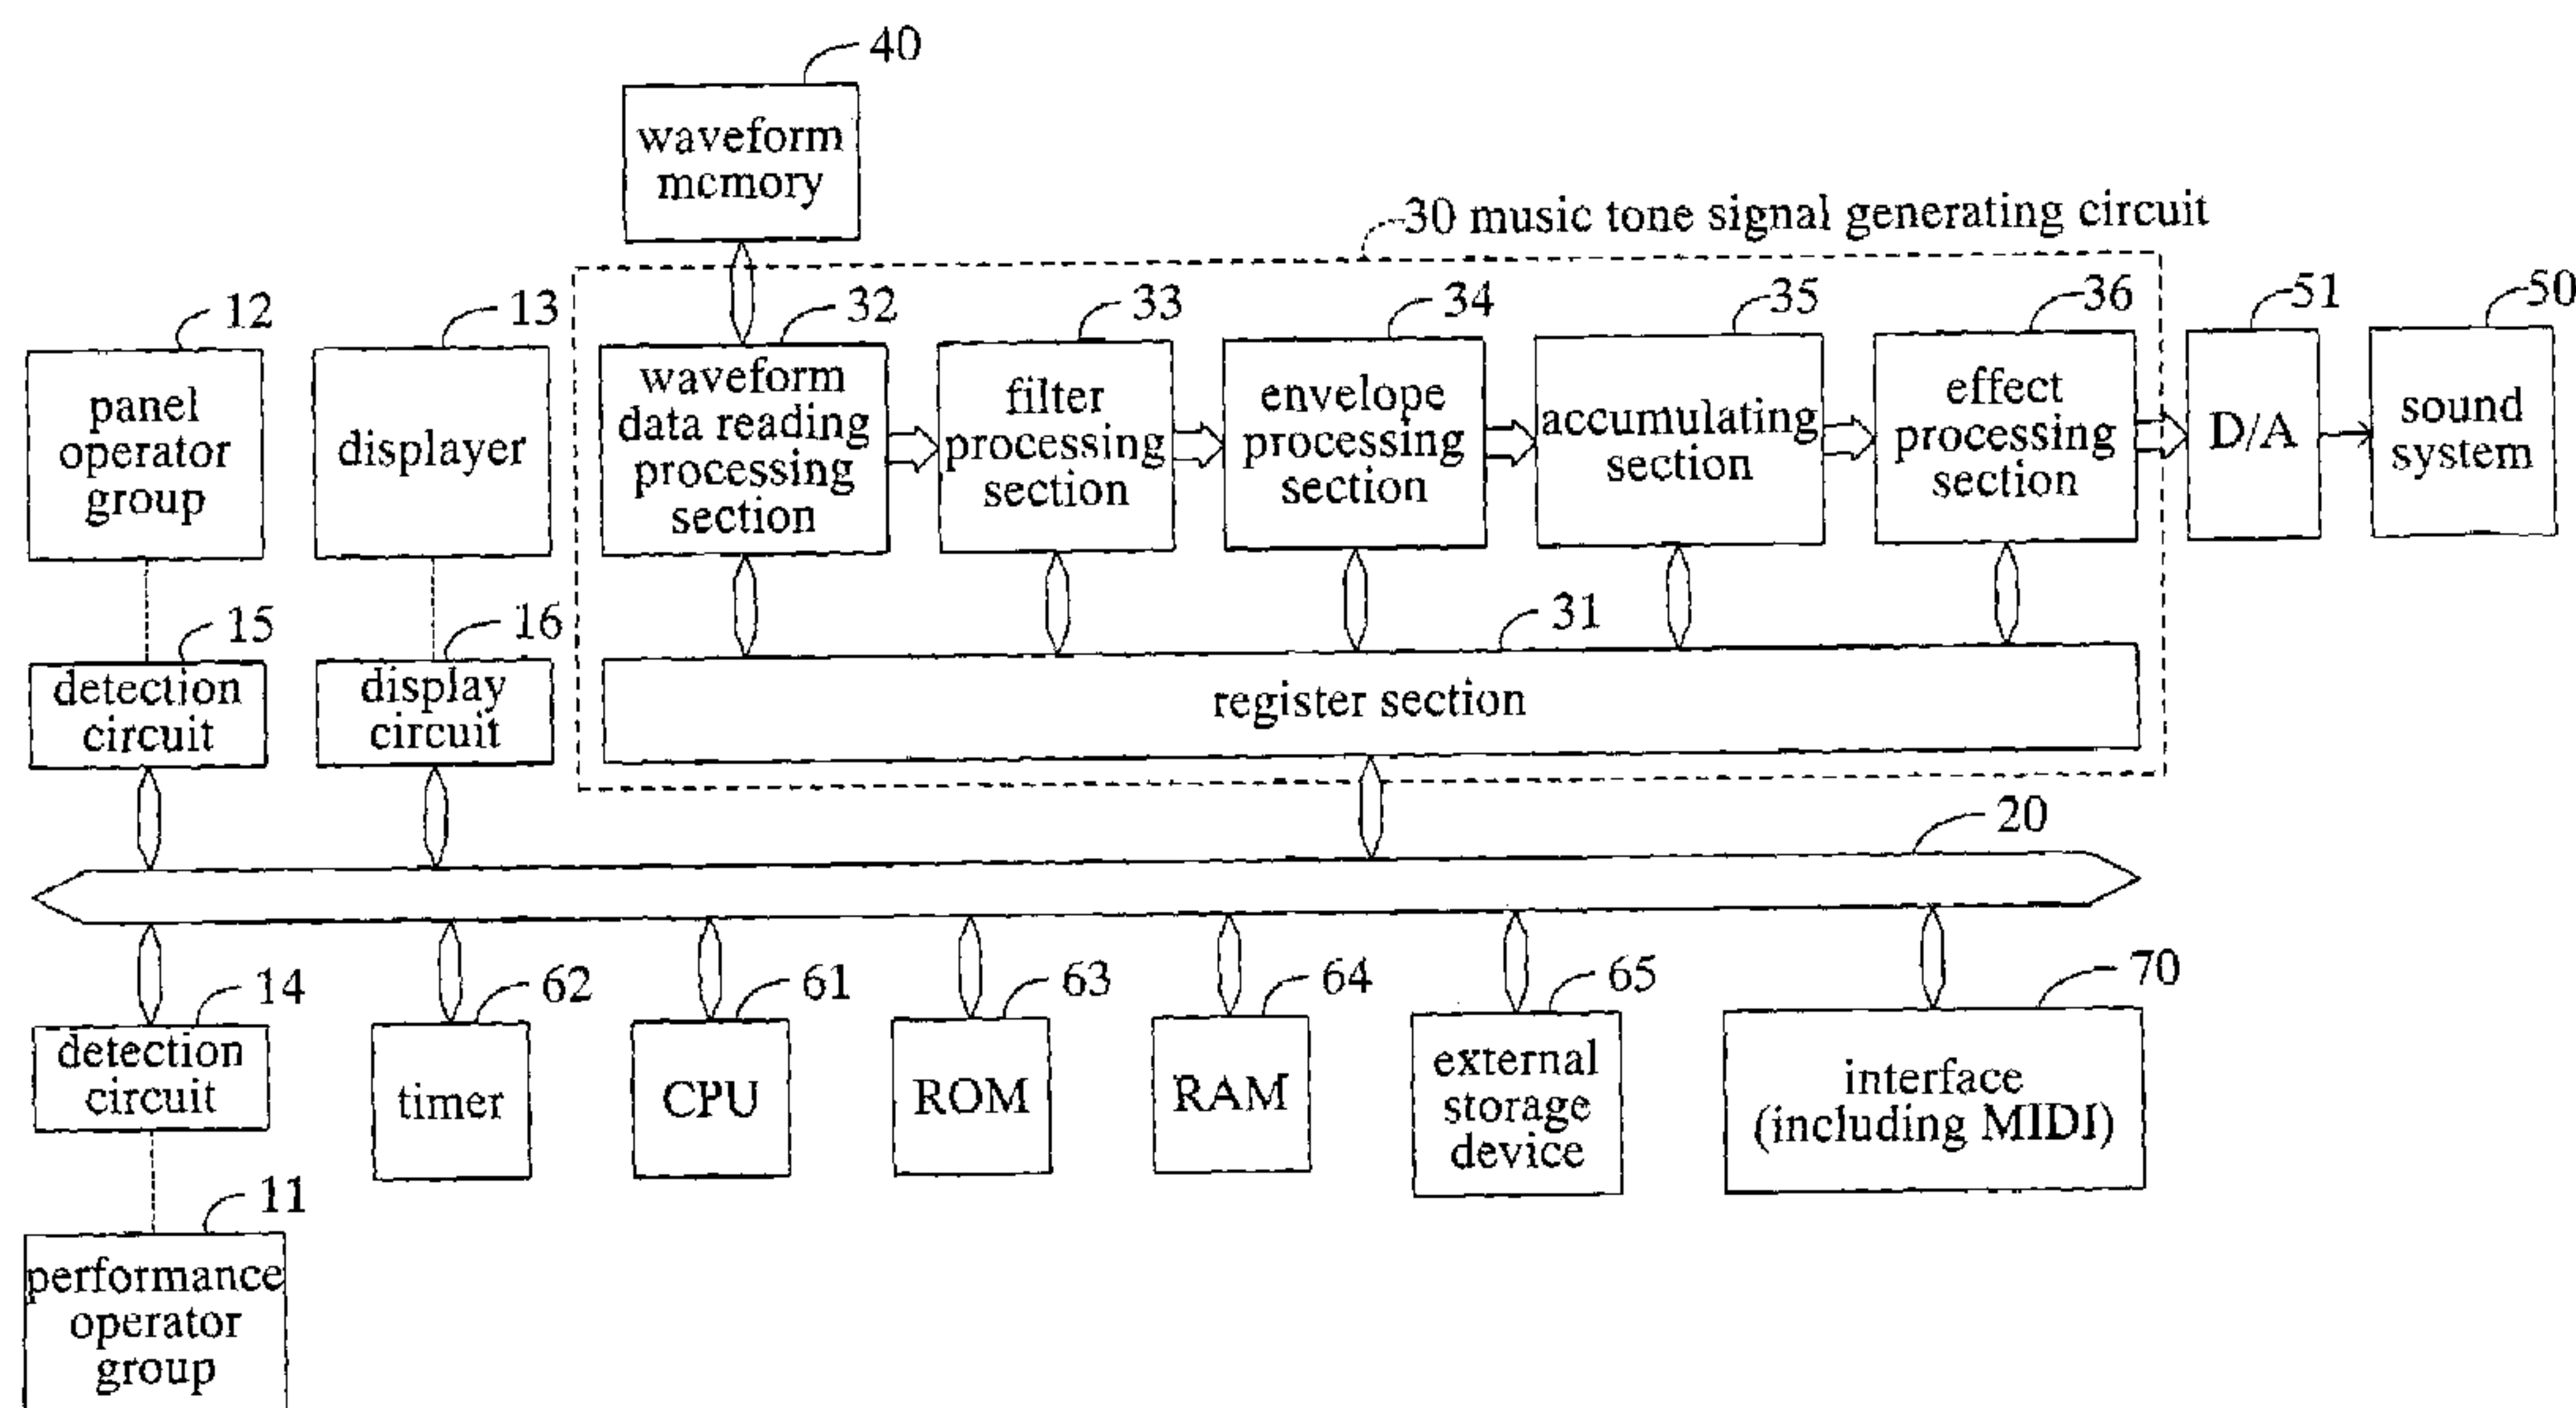 40
waveform
memory
30 music tone signal generating circuit
12
13
32
33
34
35
36
51
50
panel
operator
group
displayer
waveform
data reading
processing
section
filter
processing
section
envelope
processing
section
accumulating
section
effect
processing
section
D/A
sound
system
15
16
31
detection
circuit
display
circuit
register section
20
14
62
61
63
64
65
70
detection
circuit
timer
CPU
ROM
RAM
external
storage
device
interface
(including MIDI)
11
performance
operator
group